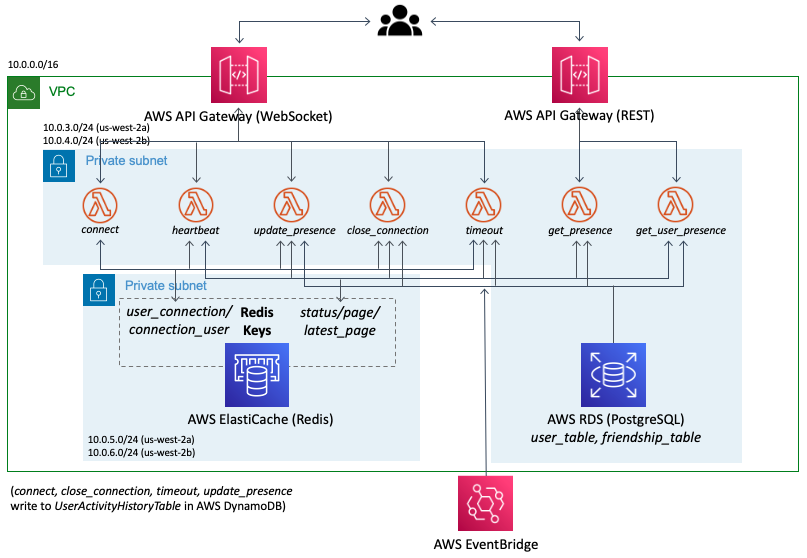 10.0.0.0/16
VPC
AWS API Gateway (WebSocket)
AWS API Gateway (REST)
10.0.3.0/24 (us-west-2a)
10.0.4.0/24 (us-west-2b)
Private subnet
connect
heartbeat
update_presence
close_connection
timeout
get_presence
get_user_presence
Private subnet
user_connection/
connection_user
Redis
Keys
status/page/
latest_page
AWS ElastiCache (Redis)
10.0.5.0/24 (us-west-2a)
10.0.6.0/24 (us-west-2b)
AWS RDS (PostgreSQL)
user_table, friendship_table
(connect, close_connection, timeout, update_presence
write to UserActivityHistoryTable in AWS DynamoDB)
AWS EventBridge